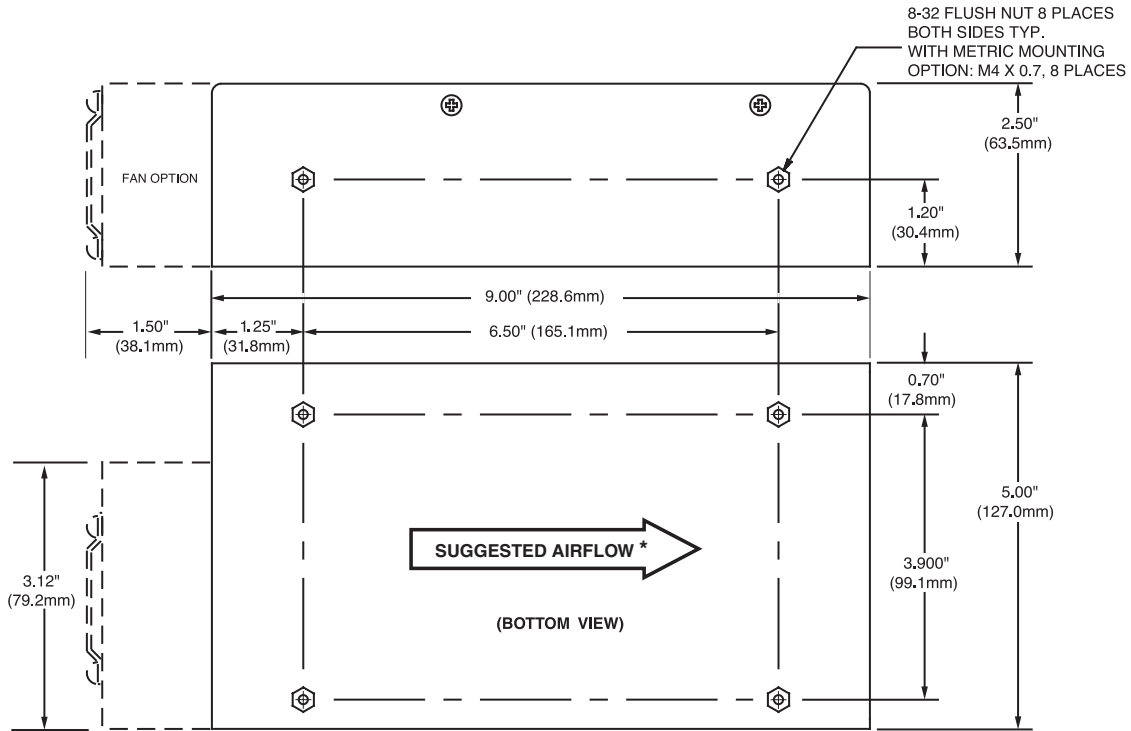 8-32 FLUSH NUT 8 PLACES
BOTH SIDES TYP.
WITH METRIC MOUNTING
OPTION: M4 X 0.7, 8 PLACES
2.50"
(63.5mm)
FAN OPTION
1.20"
(30.4mm)
9.00" (228.6mm)
1.50"
(38.1mm)
1.25"
(31.8mm)
6.50" (165.1mm)
0.70"
(17.8mm)
5.00"
(127.0mm)
SUGGESTED AIRFLOW *
3.900"
(99.1mm)
3.12"
(79.2mm)
(BOTTOM VIEW)